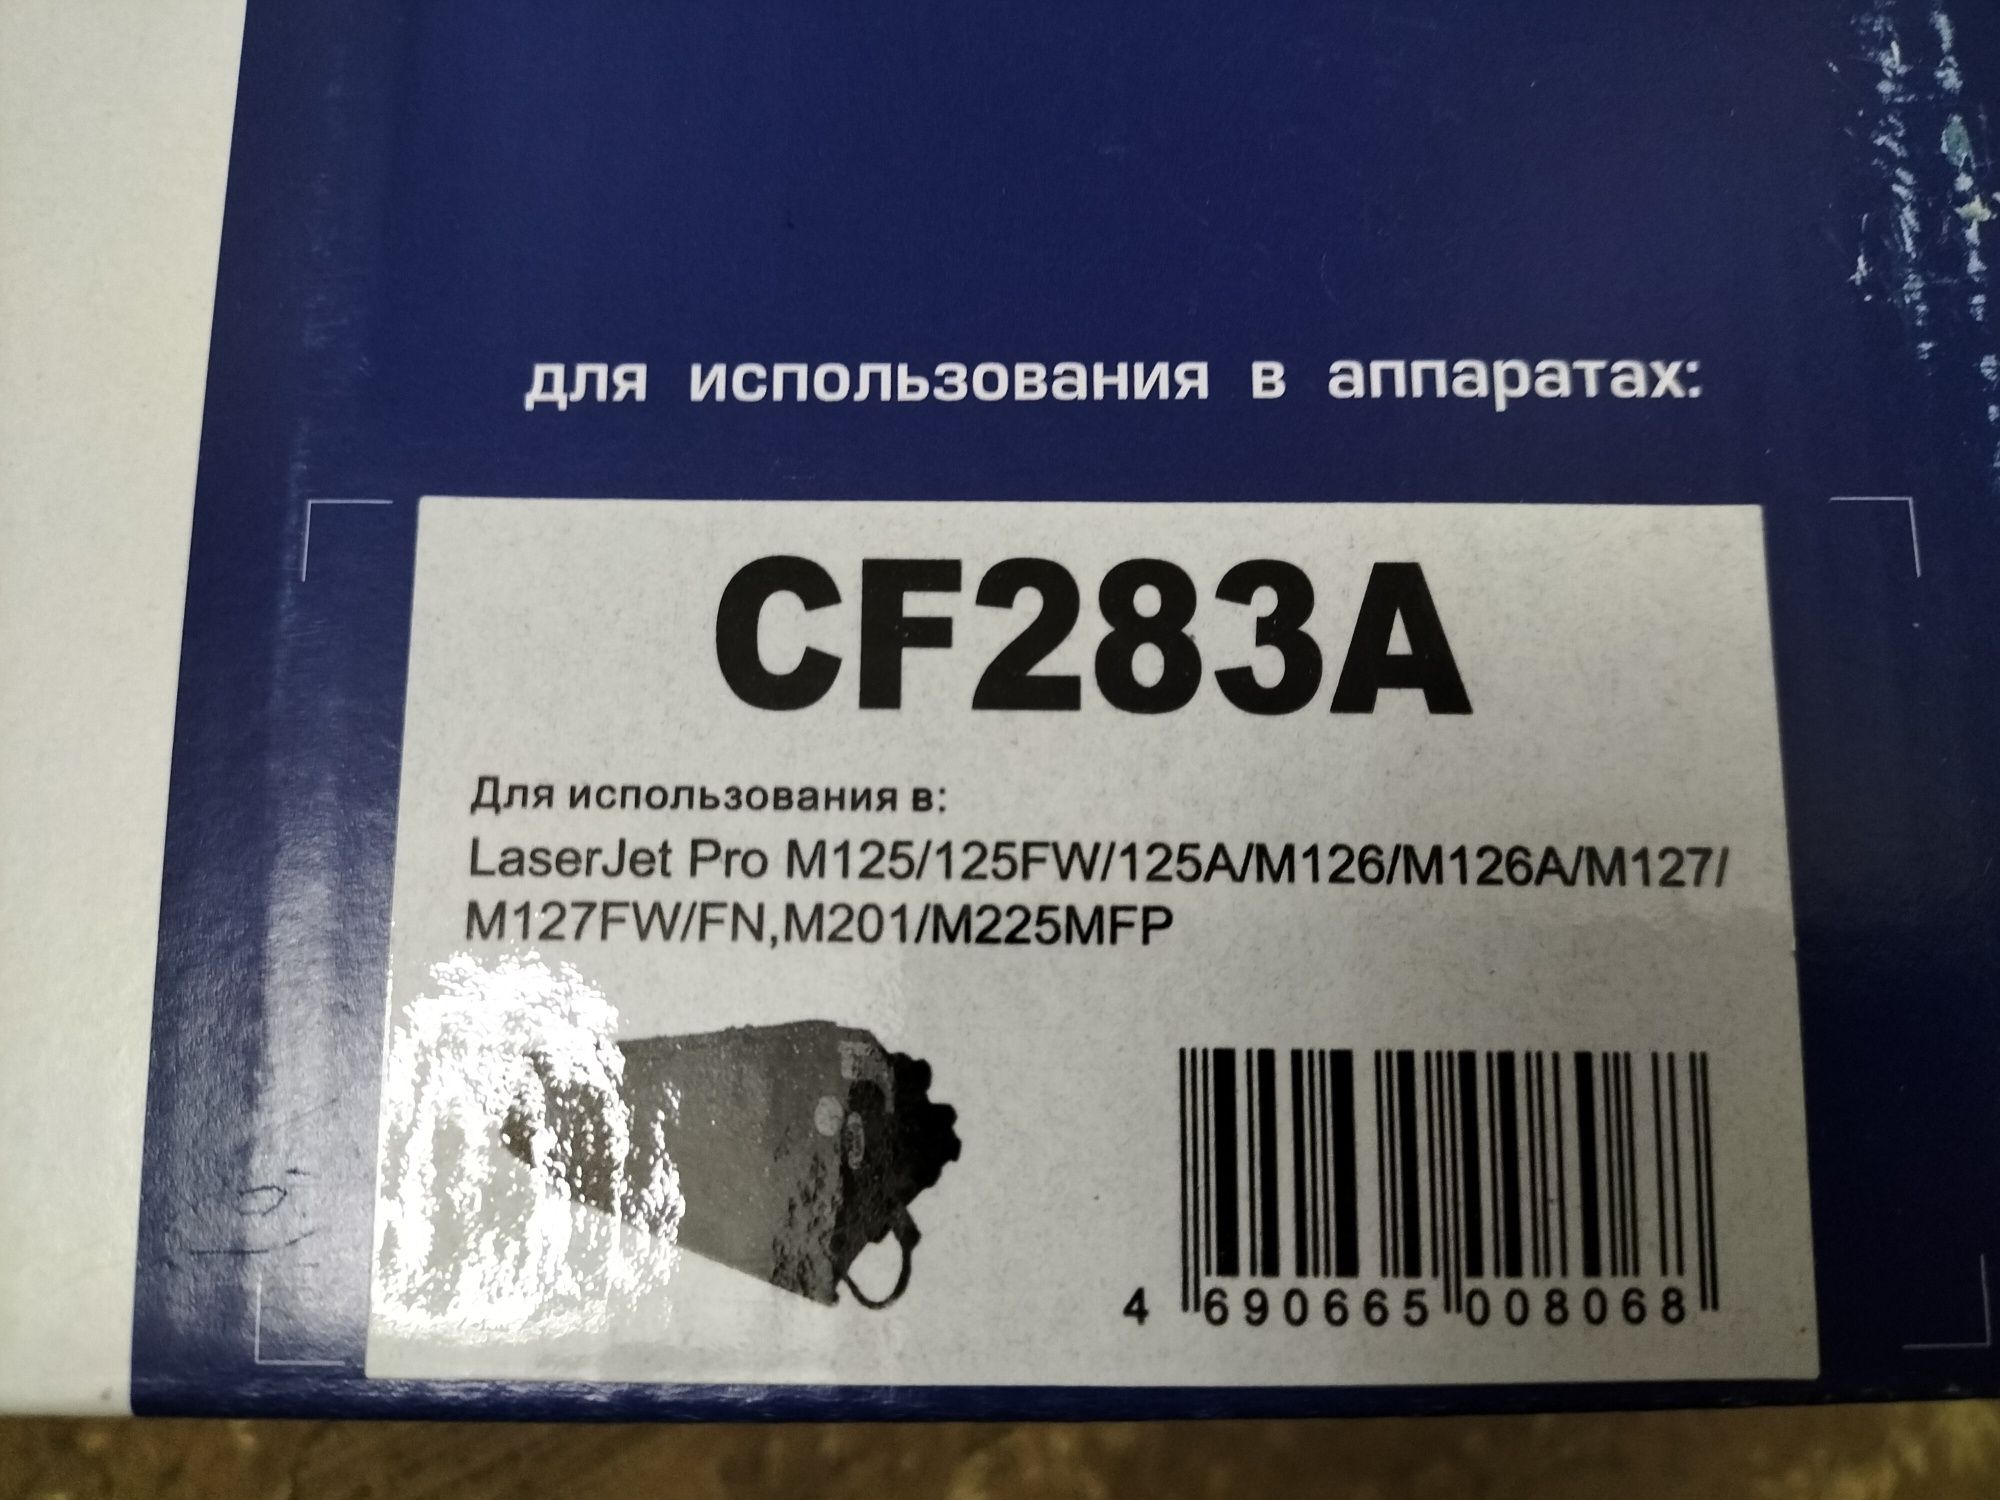 для использования в аппаратах:
CF283A
Для использования в:
LaserJet Pro M125/125FW/125A/M126/M126A/M127/
M127FW/FN,M201/M225MFP
4 690665 008068